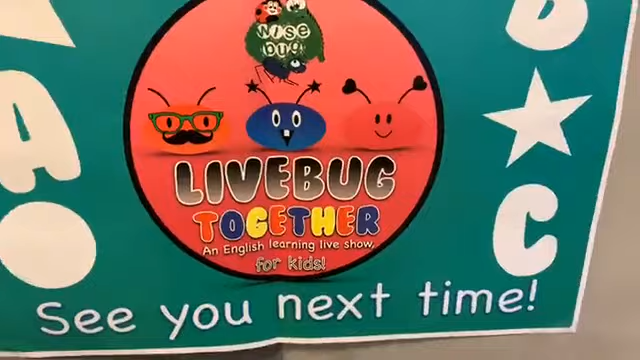 wise
bug
B
A
C
LIVEBUG
TOGETHER
An English learning live show,
for kids!
See you next time!